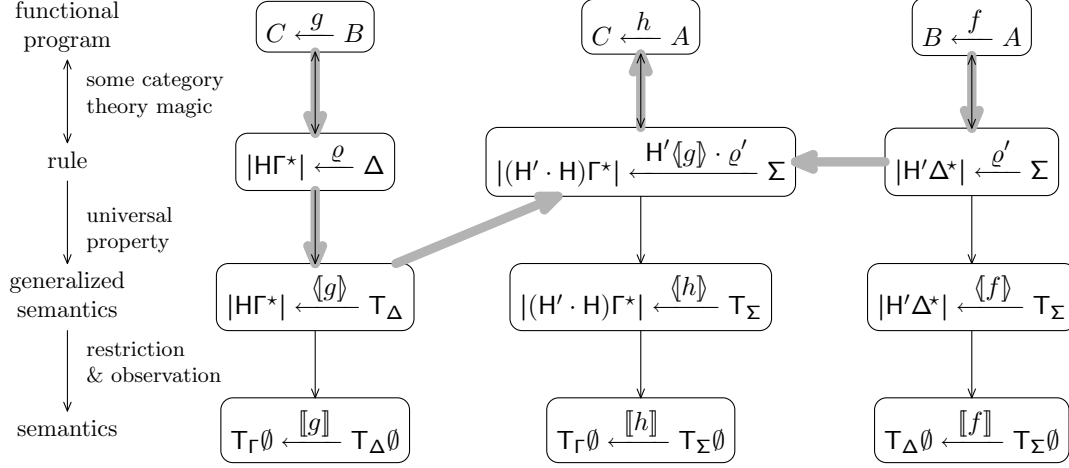 functional
program
C ←g B
C ←h A
B ←f A
some category
theory magic
rule
|HΓ⋆| ←ϱ Δ
|(H′ · H)Γ⋆| ←H′⟪g⟫ · ϱ′ Σ
|H′Δ⋆| ←ϱ′ Σ
universal
property
generalized
semantics
|HΓ⋆| ←⟪g⟫ T_Δ
|(H′ · H)Γ⋆| ←⟪h⟫ T_Σ
|H′Δ⋆| ←⟪f⟫ T_Σ
restriction
& observation
semantics
T_Γ∅ ←⟦g⟧ T_Δ∅
T_Γ∅ ←⟦h⟧ T_Σ∅
T_Δ∅ ←⟦f⟧ T_Σ∅